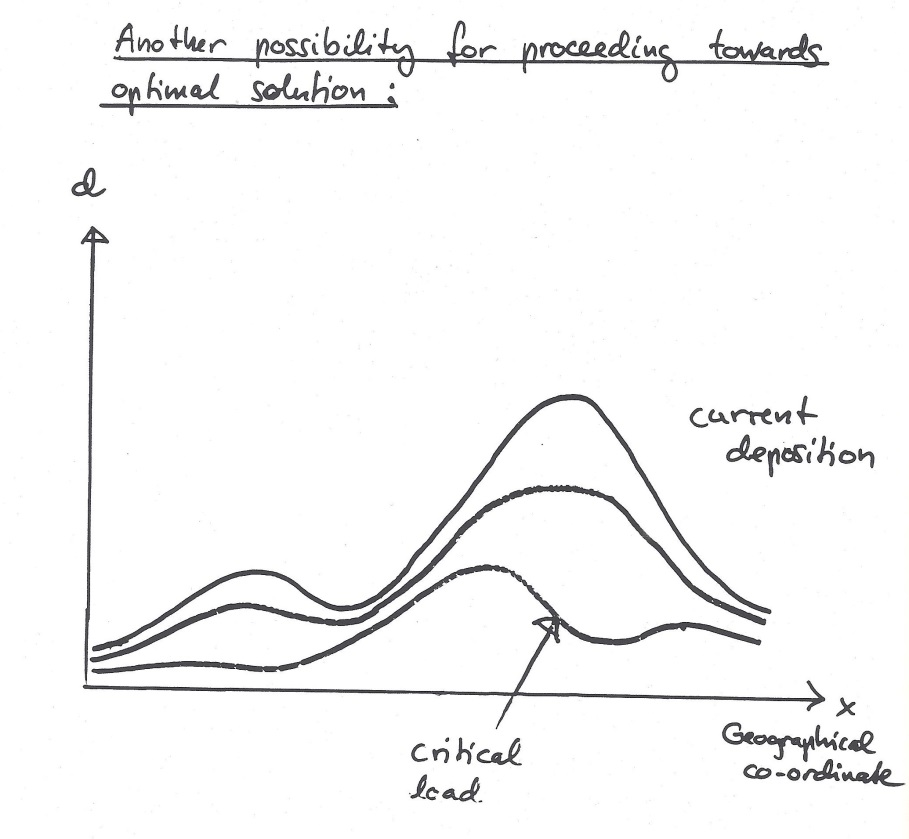 Another possibility for proceeding towards
optimal solution :
d
current
deposition
x
Geographical
co-ordinate
critical
load.